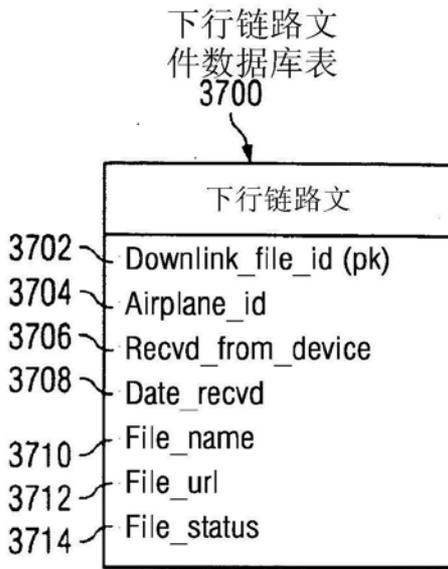 下行链路文
件数据库表
3700
下行链路文
3702 Downlink_file_id (pk)
3704 Airplane_id
3706 Recvd_from_device
3708 Date_recvd
3710 File_name
3712 File_url
3714 File_status